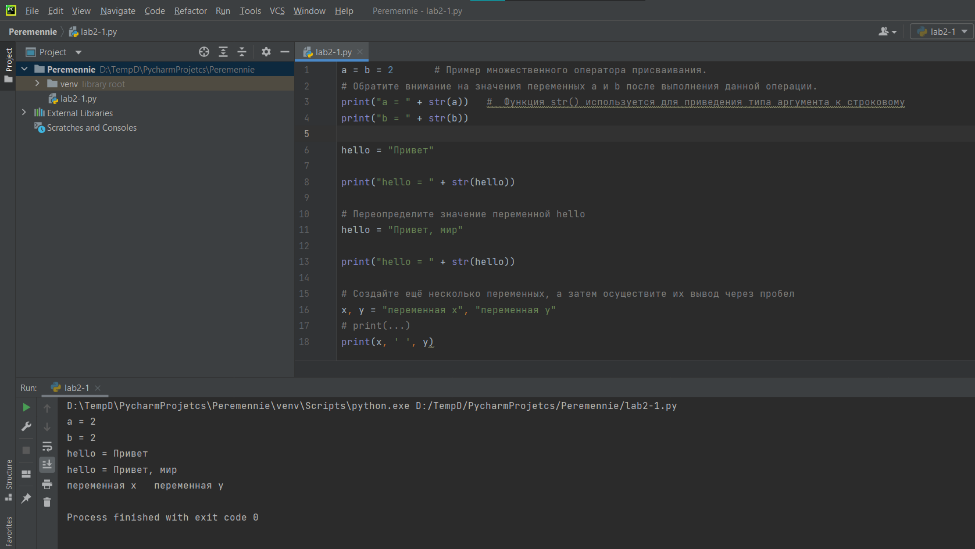 File Edit View Navigate Code Refactor Run Tools VCS Window Help Peremennie - lab2-1.py
Peremennie lab2-1.py lab2-1
Project
Project
lab2-1.py
Peremennie D:\TempD\PycharmProjetcs\Peremennie
venv library root
lab2-1.py
External Libraries
Scratches and Consoles
1 a = b = 2 # Пример множественного оператора присваивания.
2 # Обратите внимание на значения переменных a и b после выполнения данной операции.
3 print("a = " + str(a)) # Функция str() используется для приведения типа аргумента к строковому
4 print("b = " + str(b))
5
6 hello = "Привет"
7
8 print("hello = " + str(hello))
9
10 # Переопределите значение переменной hello
11 hello = "Привет, мир"
12
13 print("hello = " + str(hello))
14
15 # Создайте ещё несколько переменных, а затем осуществите их вывод через пробел
16 x, y = "переменная x", "переменная y"
17 # print(...)
18 print(x, ' ', y)
Run: lab2-1
D:\TempD\PycharmProjetcs\Peremennie\venv\Scripts\python.exe D:/TempD/PycharmProjetcs/Peremennie/lab2-1.py
a = 2
b = 2
hello = Привет
hello = Привет, мир
переменная x   переменная y
Process finished with exit code 0
Structure
Favorites